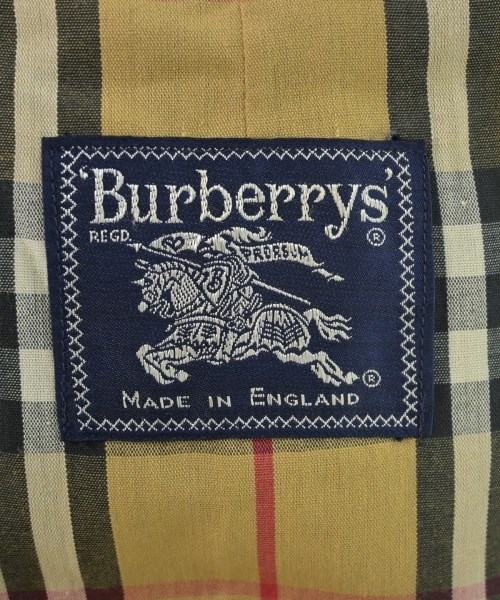 'Burberrys'
REGD. ®
PRORSUM
B
®
MADE IN ENGLAND